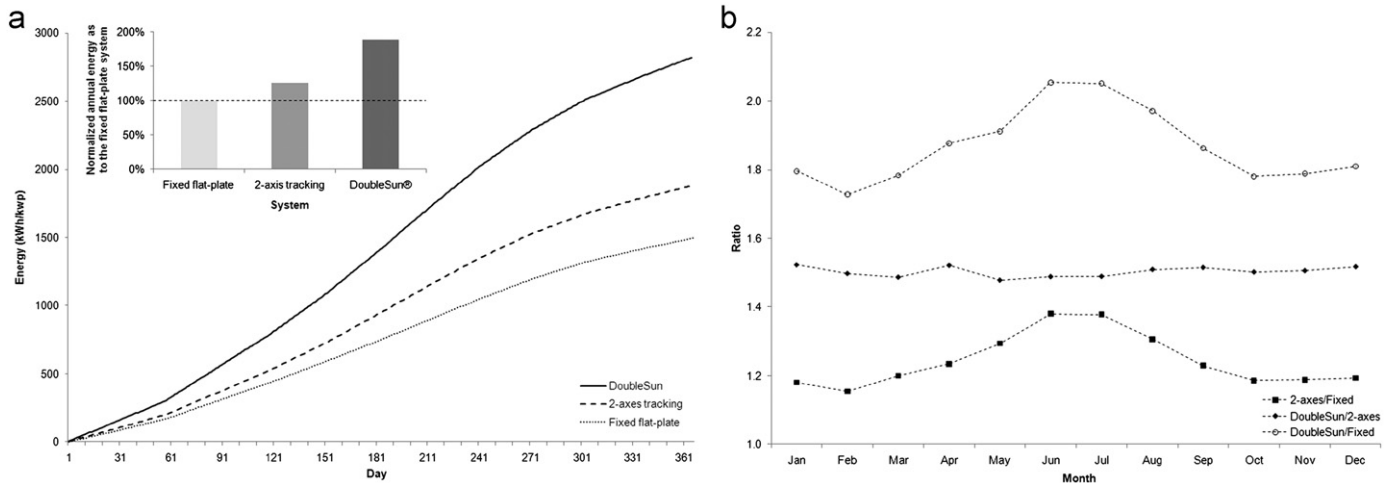 a
3000
2500
2000
1500
1000
500
0
Energy (kWh/kwp)
1 31 61 91 121 151 181 211 241 271 301 331 361
Day
Normalized annual energy as
to the fixed flat-plate system
200%
150%
100%
50%
0%
Fixed flat-plate 2-axis tracking DoubleSun®
System
DoubleSun
2-axes tracking
Fixed flat-plate
b
2.2
2.0
1.8
1.6
1.4
1.2
1.0
Ratio
Jan Feb Mar Apr May Jun Jul Aug Sep Oct Nov Dec
Month
2-axes/Fixed
DoubleSun/2-axes
DoubleSun/Fixed